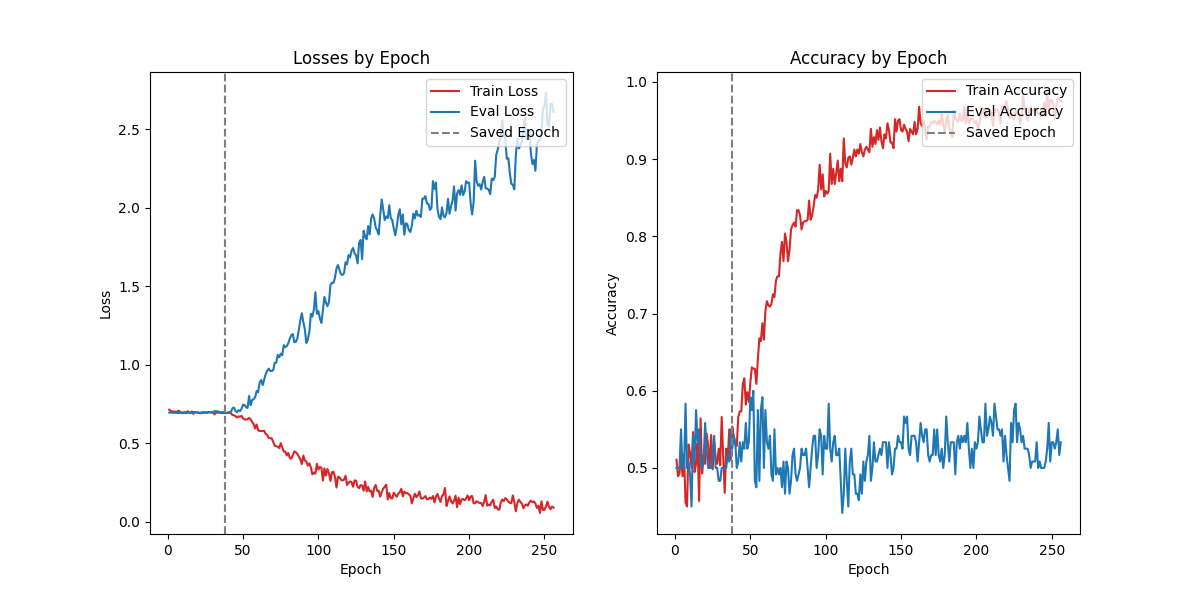 Losses by Epoch
Train Loss
Eval Loss
Saved Epoch
2.5
2.0
1.5
1.0
0.5
0.0
Loss
0
50
100
150
200
250
Epoch
Accuracy by Epoch
Train Accuracy
Eval Accuracy
Saved Epoch
1.0
0.9
0.8
0.7
0.6
0.5
Accuracy
0
50
100
150
200
250
Epoch